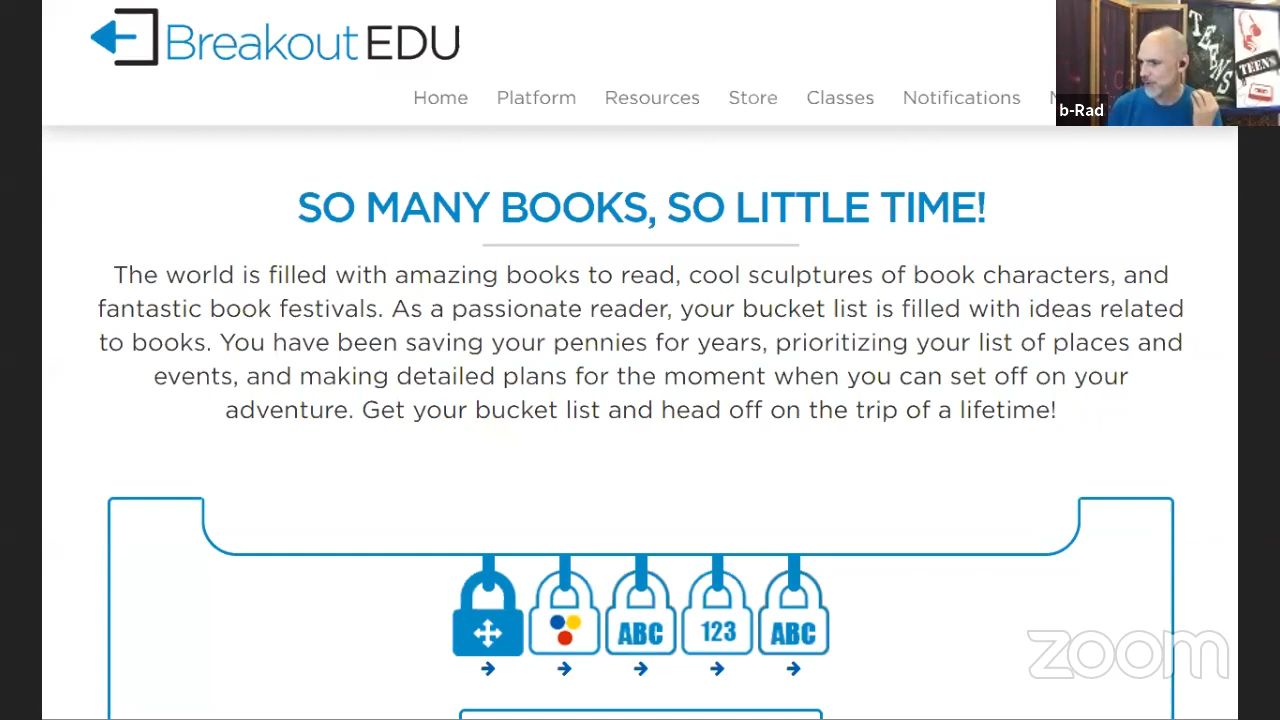 Breakout EDU
Home Platform Resources Store Classes Notifications
b-Rad
TEENS
TEENS
SO MANY BOOKS, SO LITTLE TIME!
The world is filled with amazing books to read, cool sculptures of book characters, and
fantastic book festivals. As a passionate reader, your bucket list is filled with ideas related
to books. You have been saving your pennies for years, prioritizing your list of places and
events, and making detailed plans for the moment when you can set off on your
adventure. Get your bucket list and head off on the trip of a lifetime!
ABC 123 ABC
zoom